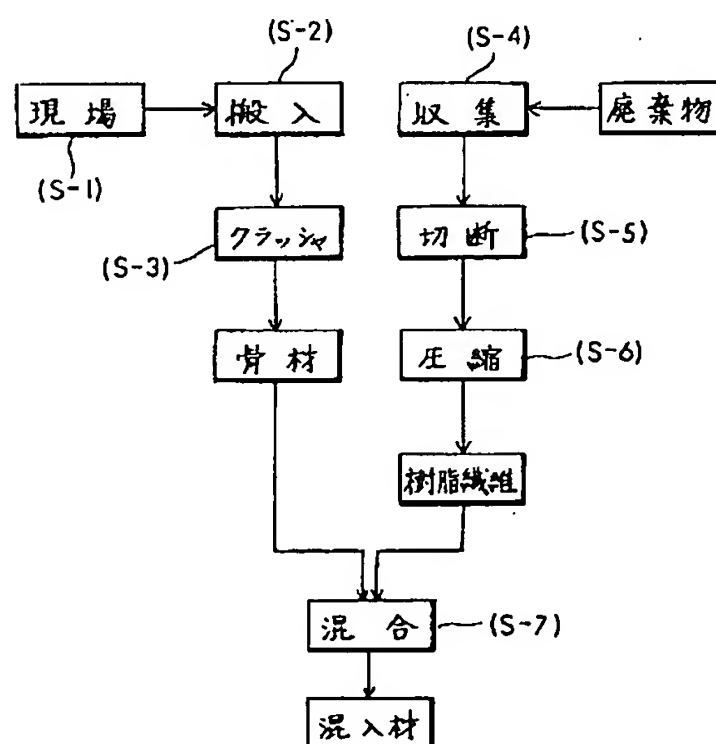 (S-2)
(S-4)
現場
搬入
収集
廃棄物
(S-1)
クラッシャ
切断
(S-5)
(S-3)
骨材
圧縮
(S-6)
樹脂繊維
混合
(S-7)
混入材